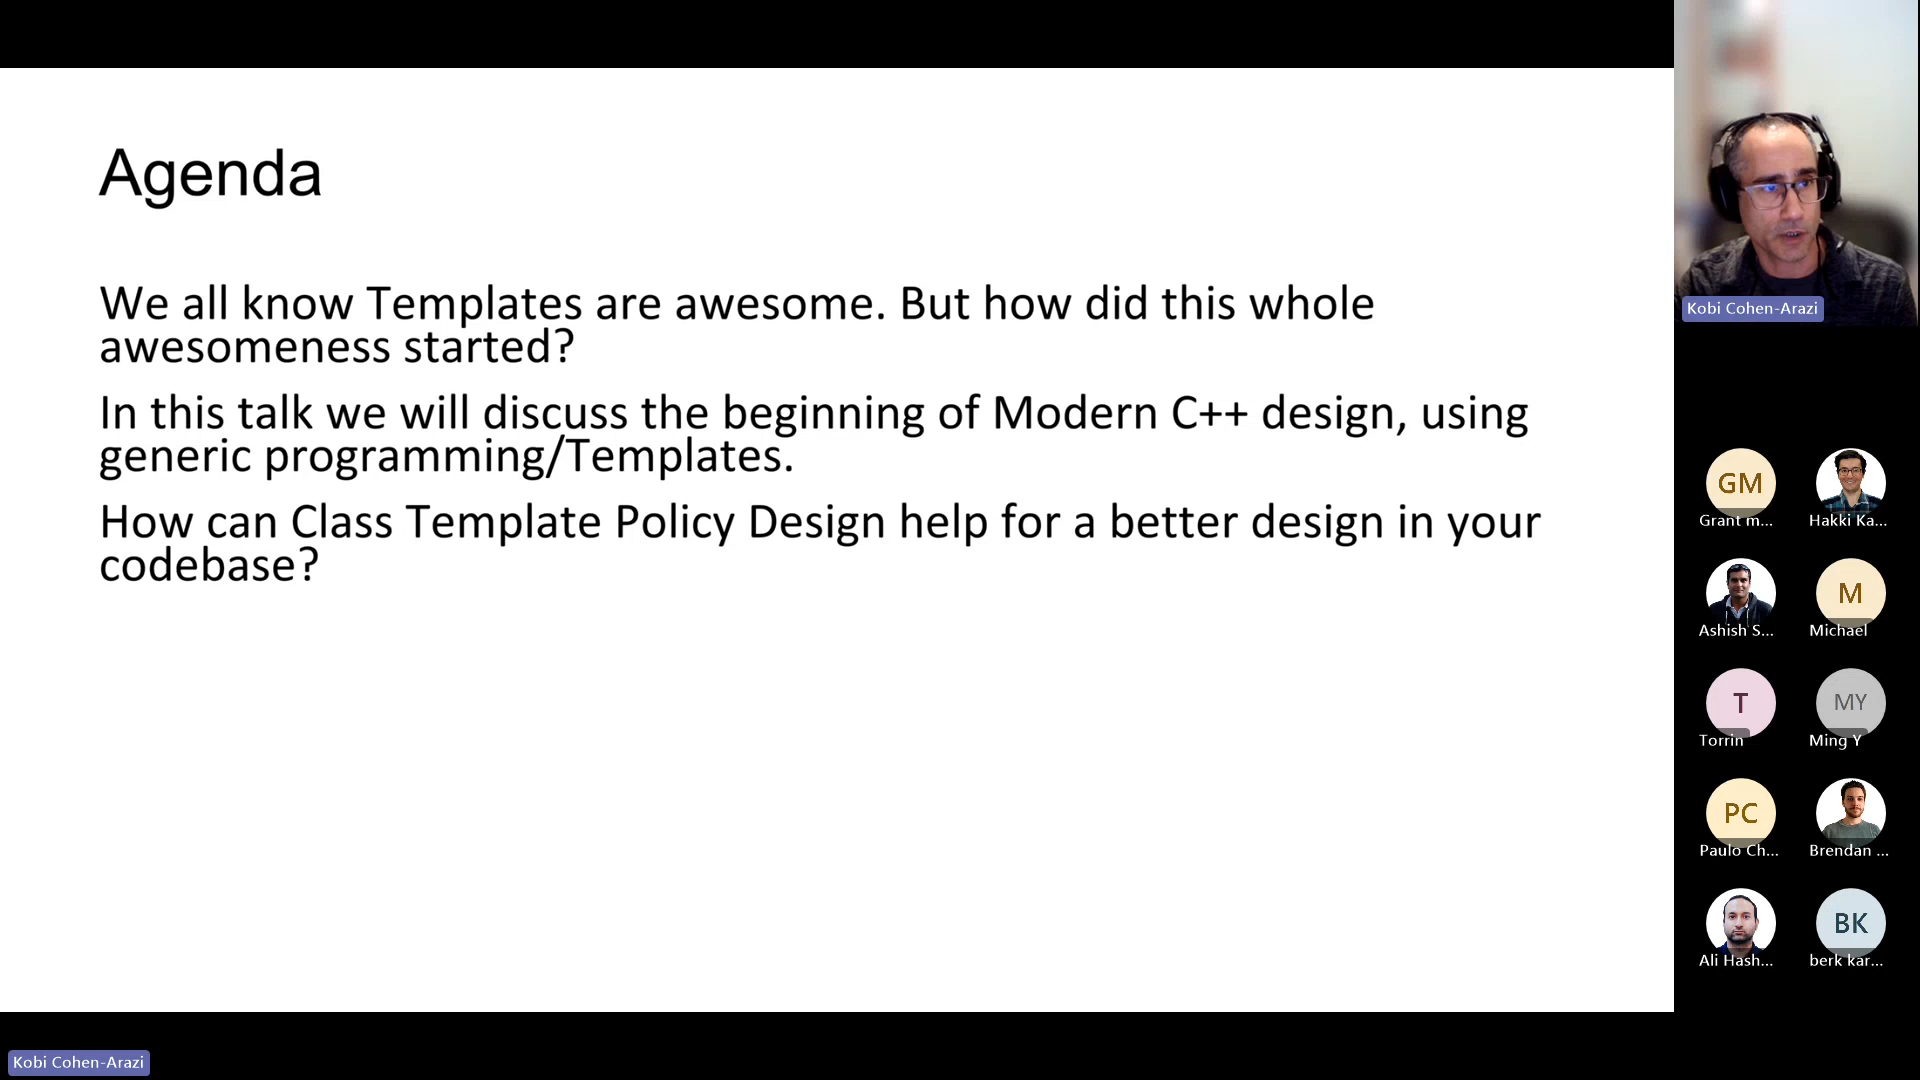 Agenda
We all know Templates are awesome. But how did this whole
awesomeness started?
In this talk we will discuss the beginning of Modern C++ design, using
generic programming/Templates.
How can Class Template Policy Design help for a better design in your
codebase?
Kobi Cohen-Arazi
GM
Grant m...
Hakki Ka...
Ashish S...
M
Michael
T
Torrin
MY
Ming Y
PC
Paulo Ch...
Brendan ...
Ali Hash...
BK
berk kar...
Kobi Cohen-Arazi